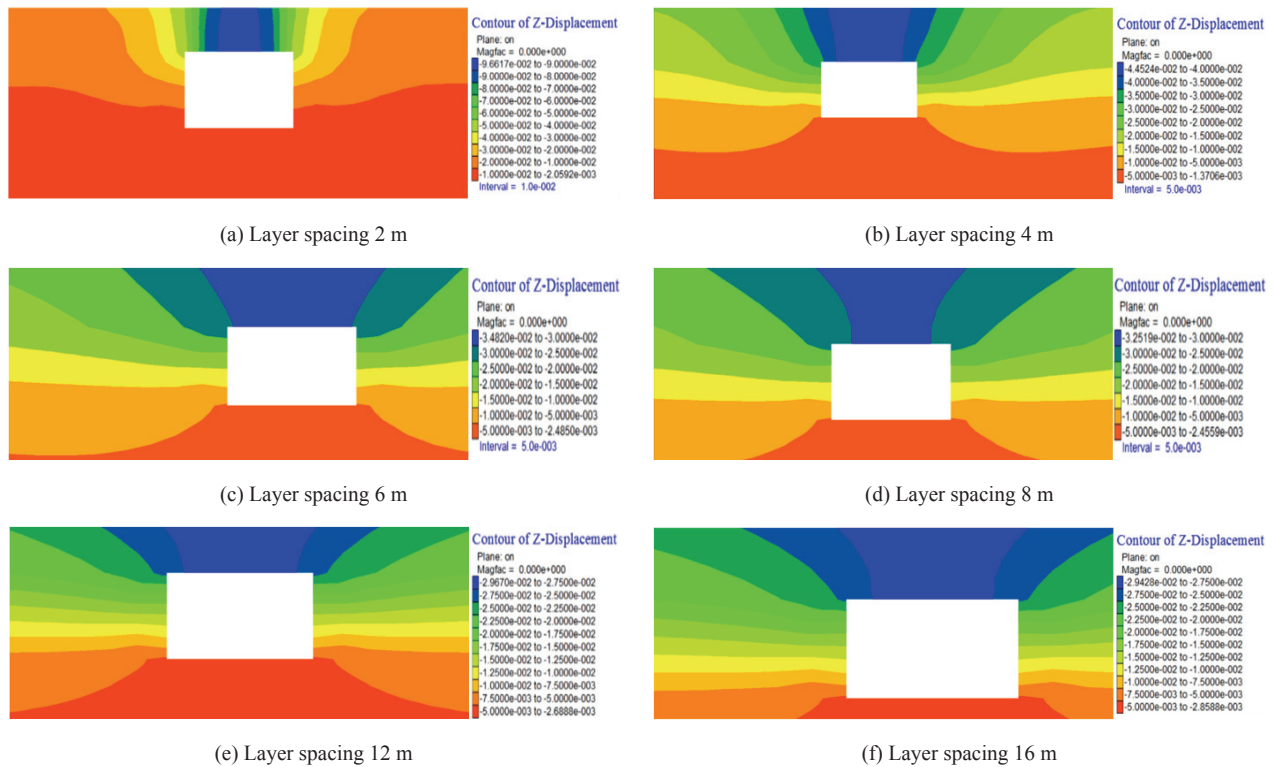 Contour of Z-Displacement
Plane: on
Magfac = 0.000e+000
-9.6617e-002 to -9.0000e-002
-9.0000e-002 to -8.0000e-002
-8.0000e-002 to -7.0000e-002
-7.0000e-002 to -6.0000e-002
-6.0000e-002 to -5.0000e-002
-5.0000e-002 to -4.0000e-002
-4.0000e-002 to -3.0000e-002
-3.0000e-002 to -2.0000e-002
-2.0000e-002 to -1.0000e-002
-1.0000e-002 to -2.0592e-003
Interval = 1.0e-002
(a) Layer spacing 2 m
Contour of Z-Displacement
Plane: on
Magfac = 0.000e+000
-4.4524e-002 to -4.0000e-002
-4.0000e-002 to -3.5000e-002
-3.5000e-002 to -3.0000e-002
-3.0000e-002 to -2.5000e-002
-2.5000e-002 to -2.0000e-002
-2.0000e-002 to -1.5000e-002
-1.5000e-002 to -1.0000e-002
-1.0000e-002 to -5.0000e-003
-5.0000e-003 to -1.3706e-003
Interval = 5.0e-003
(b) Layer spacing 4 m
Contour of Z-Displacement
Plane: on
Magfac = 0.000e+000
-3.4820e-002 to -3.0000e-002
-3.0000e-002 to -2.5000e-002
-2.5000e-002 to -2.0000e-002
-2.0000e-002 to -1.5000e-002
-1.5000e-002 to -1.0000e-002
-1.0000e-002 to -5.0000e-003
-5.0000e-003 to -2.4850e-003
Interval = 5.0e-003
(c) Layer spacing 6 m
Contour of Z-Displacement
Plane: on
Magfac = 0.000e+000
-3.2519e-002 to -3.0000e-002
-3.0000e-002 to -2.5000e-002
-2.5000e-002 to -2.0000e-002
-2.0000e-002 to -1.5000e-002
-1.5000e-002 to -1.0000e-002
-1.0000e-002 to -5.0000e-003
-5.0000e-003 to -2.4559e-003
Interval = 5.0e-003
(d) Layer spacing 8 m
Contour of Z-Displacement
Plane: on
Magfac = 0.000e+000
-2.9670e-002 to -2.7500e-002
-2.7500e-002 to -2.5000e-002
-2.5000e-002 to -2.2500e-002
-2.2500e-002 to -2.0000e-002
-2.0000e-002 to -1.7500e-002
-1.7500e-002 to -1.5000e-002
-1.5000e-002 to -1.2500e-002
-1.2500e-002 to -1.0000e-002
-1.0000e-002 to -7.5000e-003
-7.5000e-003 to -5.0000e-003
-5.0000e-003 to -2.6888e-003
(e) Layer spacing 12 m
Contour of Z-Displacement
Plane: on
Magfac = 0.000e+000
-2.9428e-002 to -2.7500e-002
-2.7500e-002 to -2.5000e-002
-2.5000e-002 to -2.2500e-002
-2.2500e-002 to -2.0000e-002
-2.0000e-002 to -1.7500e-002
-1.7500e-002 to -1.5000e-002
-1.5000e-002 to -1.2500e-002
-1.2500e-002 to -1.0000e-002
-1.0000e-002 to -7.5000e-003
-7.5000e-003 to -5.0000e-003
-5.0000e-003 to -2.8588e-003
(f) Layer spacing 16 m